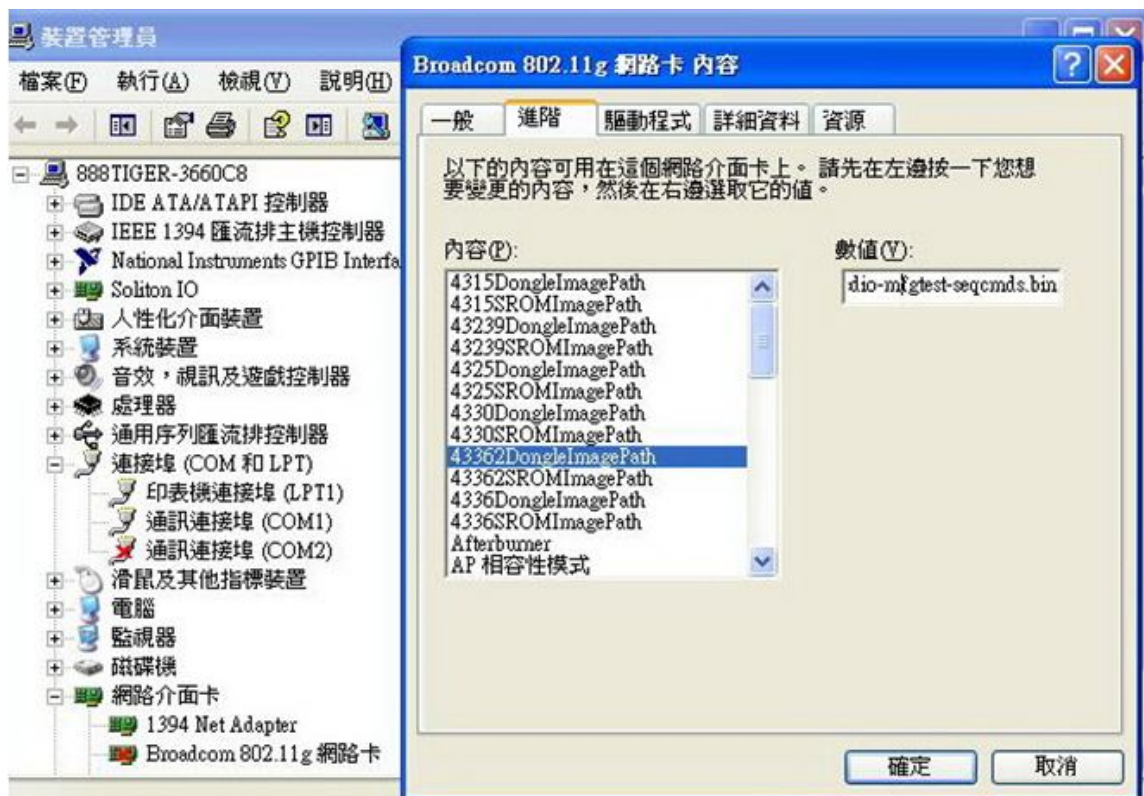 裝置管理員
檔案(F) 執行(A) 檢視(V) 說明(H)
888TIGER-3660C8
IDE ATA/ATAPI 控制器
IEEE 1394 匯流排主機控制器
National Instruments GPIB Interfa
Soliton IO
人性化介面裝置
系統裝置
音效，視訊及遊戲控制器
處理器
通用序列匯流排控制器
連接埠 (COM 和 LPT)
印表機連接埠 (LPT1)
通訊連接埠 (COM1)
通訊連接埠 (COM2)
滑鼠及其他指標裝置
電腦
監視器
磁碟機
網路介面卡
1394 Net Adapter
Broadcom 802.11g 網路卡
Broadcom 802.11g 網路卡 內容
一般 進階 驅動程式 詳細資料 資源
以下的內容可用在這個網路介面卡上。 請先在左邊按一下您想
要變更的內容，然後在右邊選取它的值。
內容(P):
4315DongleImagePath
4315SROMImagePath
43239DongleImagePath
43239SROMImagePath
4325DongleImagePath
4325SROMImagePath
4330DongleImagePath
4330SROMImagePath
43362DongleImagePath
43362SROMImagePath
4336DongleImagePath
4336SROMImagePath
Afterburner
AP 相容性模式
數值(V):
dio-mfgtest-seqcmds.bin
確定 取消